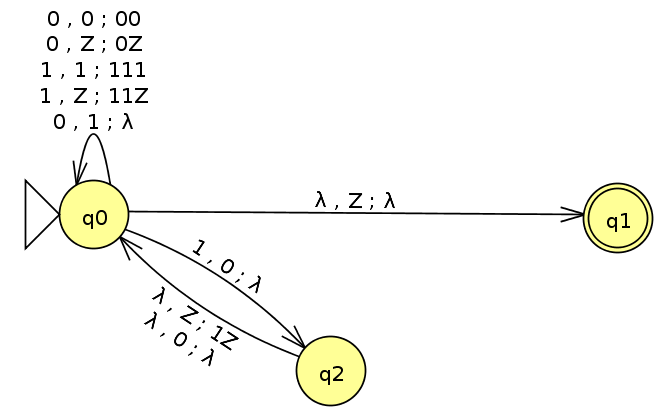 0 , 0 ; 00
0 , Z ; 0Z
1 , 1 ; 111
1 , Z ; 11Z
0 , 1 ; λ
q0
λ , Z ; λ
q1
1 , 0 ; λ
λ , Z ; 1Z
λ , 0 ; λ
q2